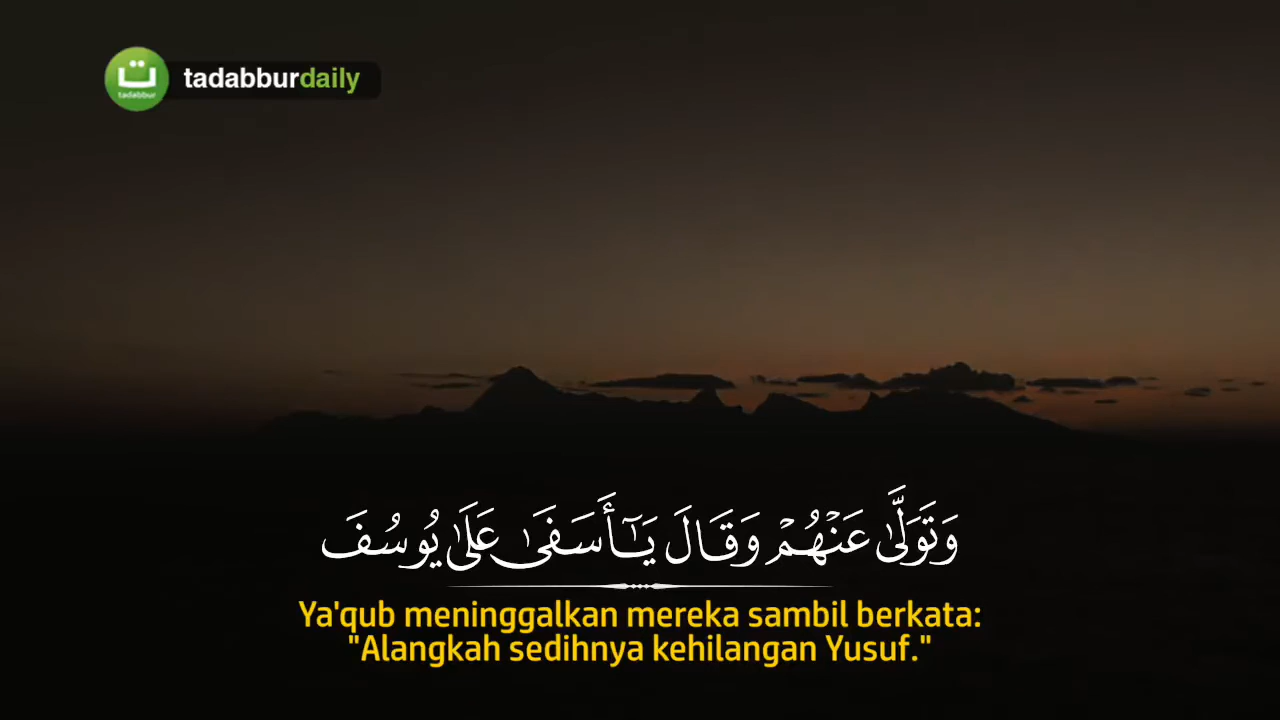 ت
tadabbur
tadabburdaily
وَتَوَلَّىٰ عَنْهُمْ وَقَالَ يَٰٓأَسَفَىٰ عَلَىٰ يُوسُفَ
Ya'qub meninggalkan mereka sambil berkata:
"Alangkah sedihnya kehilangan Yusuf."